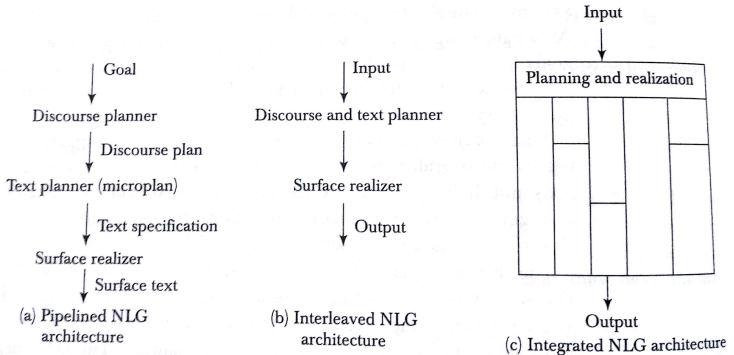 Goal
Discourse planner
Discourse plan
Text planner (microplan)
Text specification
Surface realizer
Surface text
(a) Pipelined NLG
architecture
Input
Discourse and text planner
Surface realizer
Output
(b) Interleaved NLG
architecture
Input
Planning and realization
Output
(c) Integrated NLG architecture